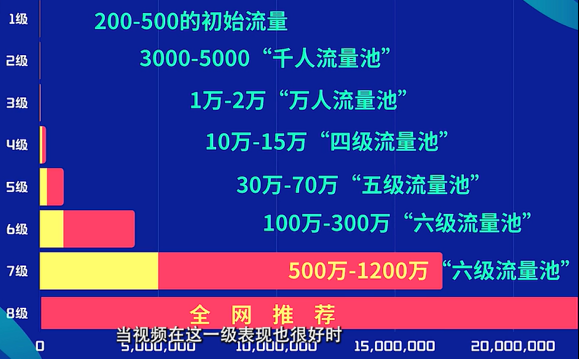 1级 200-500的初始流量
2级 3000-5000“千人流量池”
3级 1万-2万“万人流量池”
4级 10万-15万“四级流量池”
5级 30万-70万“五级流量池”
6级 100万-300万“六级流量池”
7级 500万-1200万“六级流量池”
8级 全网推荐
当视频在这一级表现也很好时
0 5,000,000 10,000,000 15,000,000 20,000,000